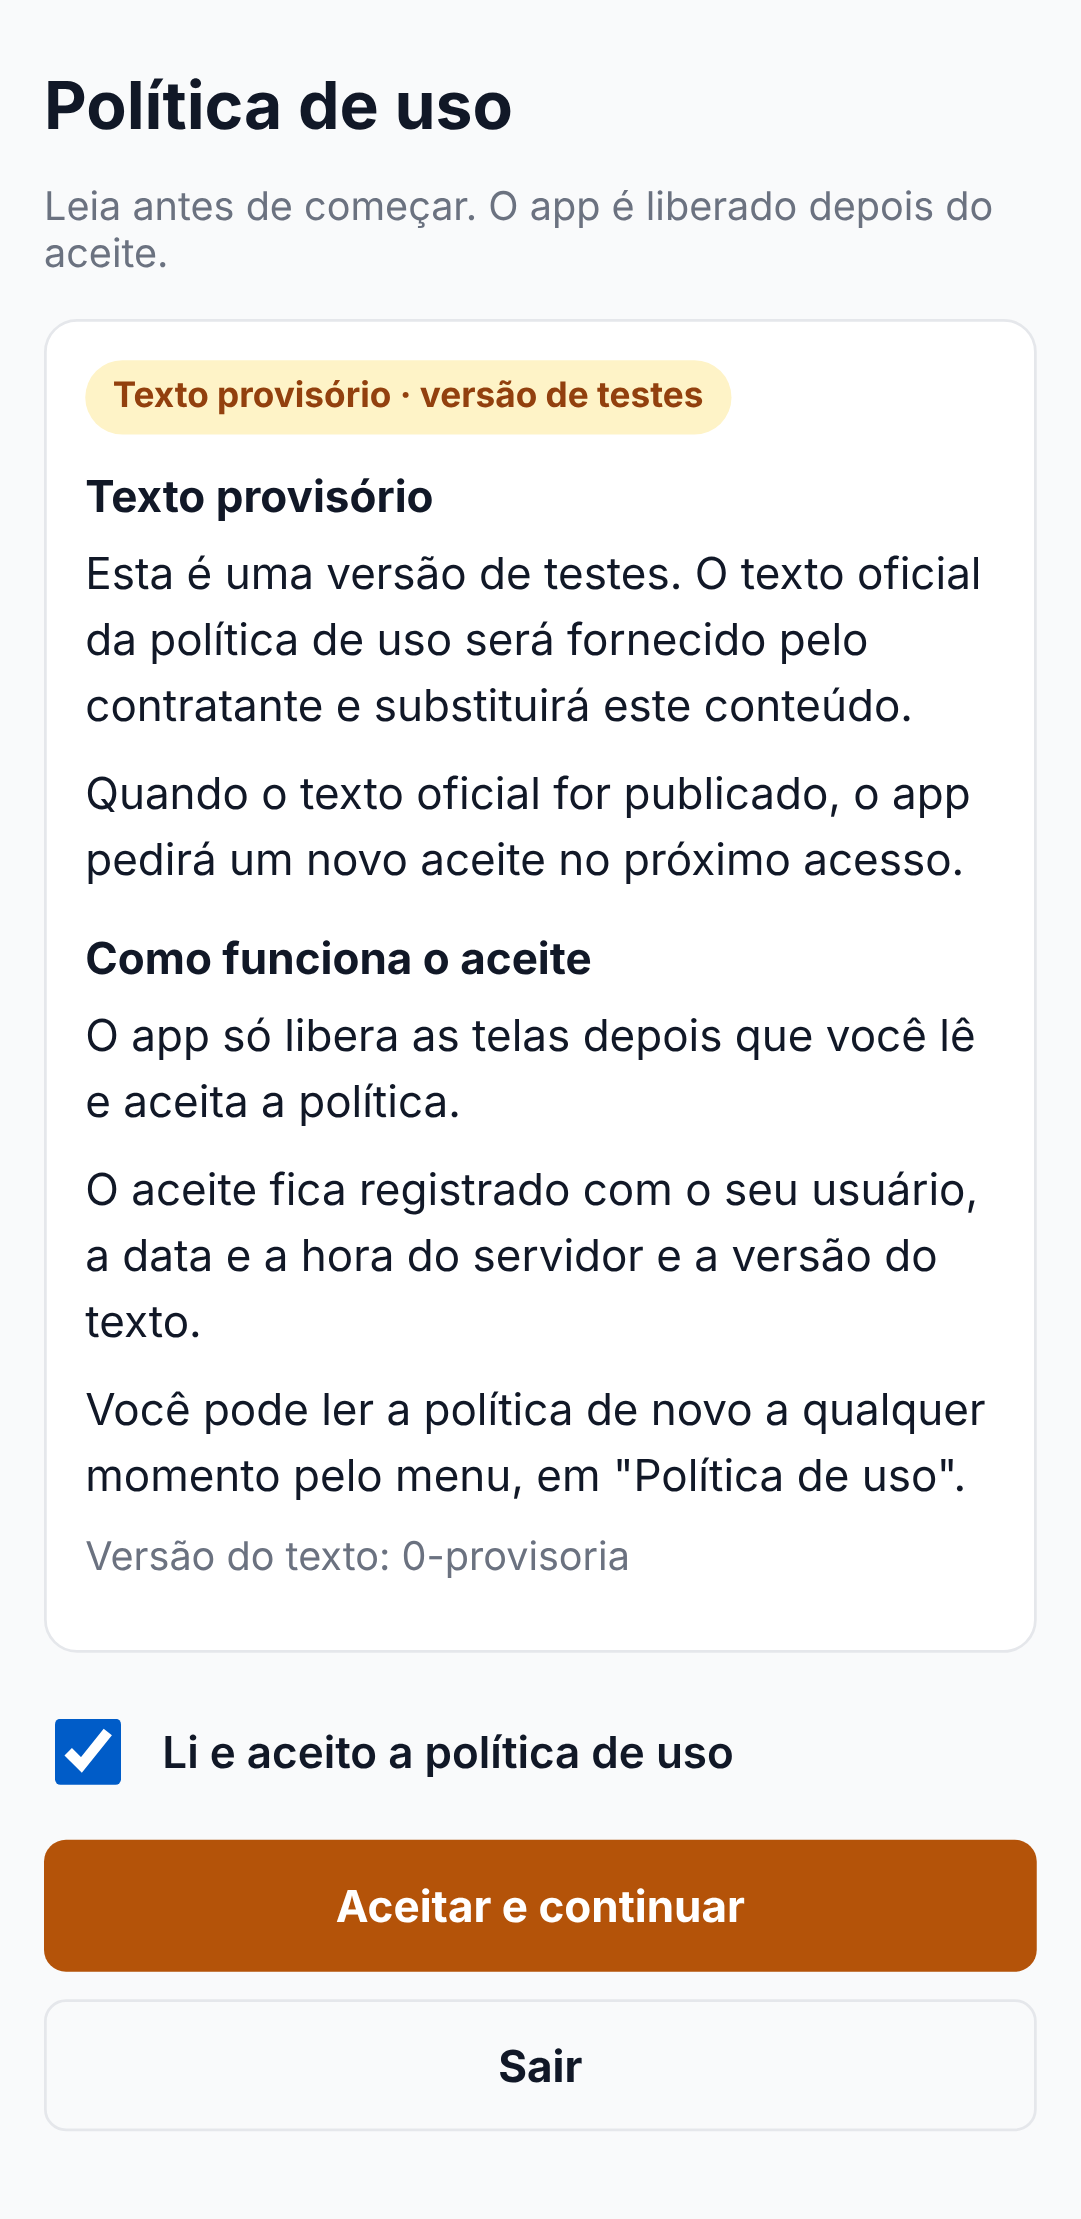 Política de uso
Leia antes de começar. O app é liberado depois do
aceite.
Texto provisório · versão de testes
Texto provisório
Esta é uma versão de testes. O texto oficial
da política de uso será fornecido pelo
contratante e substituirá este conteúdo.
Quando o texto oficial for publicado, o app
pedirá um novo aceite no próximo acesso.
Como funciona o aceite
O app só libera as telas depois que você lê
e aceita a política.
O aceite fica registrado com o seu usuário,
a data e a hora do servidor e a versão do
texto.
Você pode ler a política de novo a qualquer
momento pelo menu, em "Política de uso".
Versão do texto: 0-provisoria
Li e aceito a política de uso
Aceitar e continuar
Sair